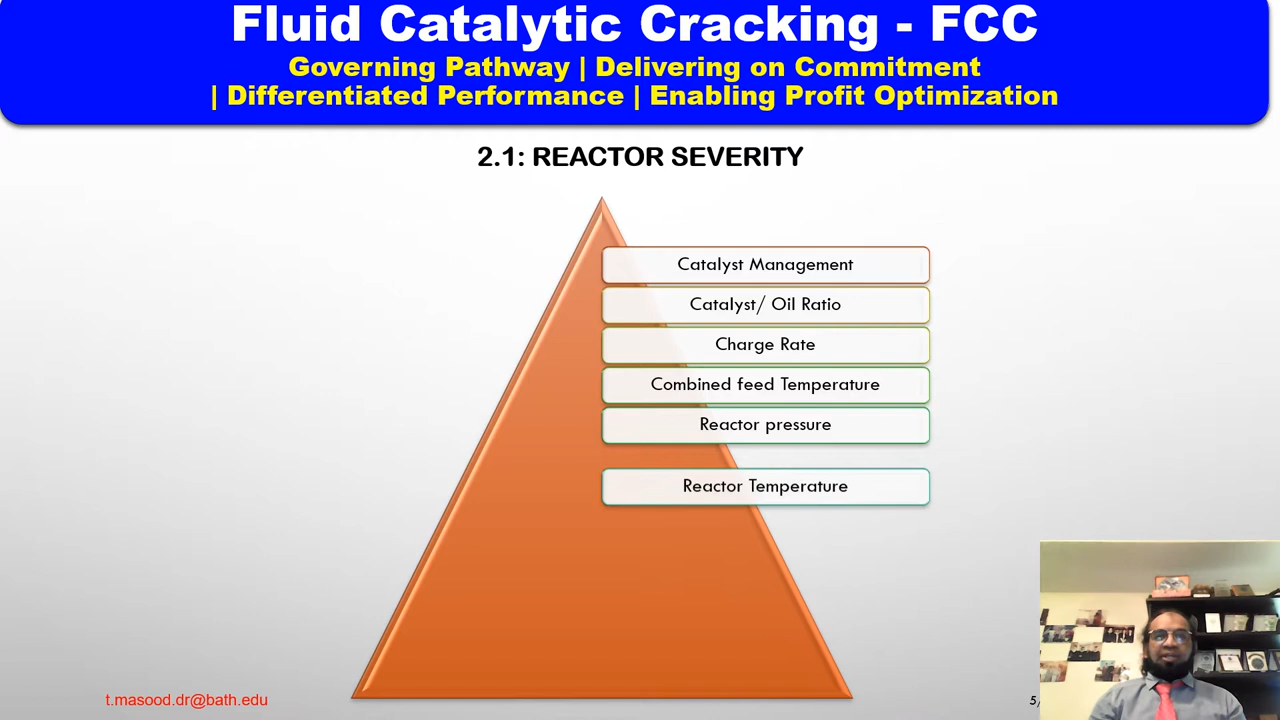 Fluid Catalytic Cracking - FCC
Governing Pathway | Delivering on Commitment
| Differentiated Performance | Enabling Profit Optimization
2.1: REACTOR SEVERITY
Catalyst Management
Catalyst/ Oil Ratio
Charge Rate
Combined feed Temperature
Reactor pressure
Reactor Temperature
t.masood.dr@bath.edu
5/